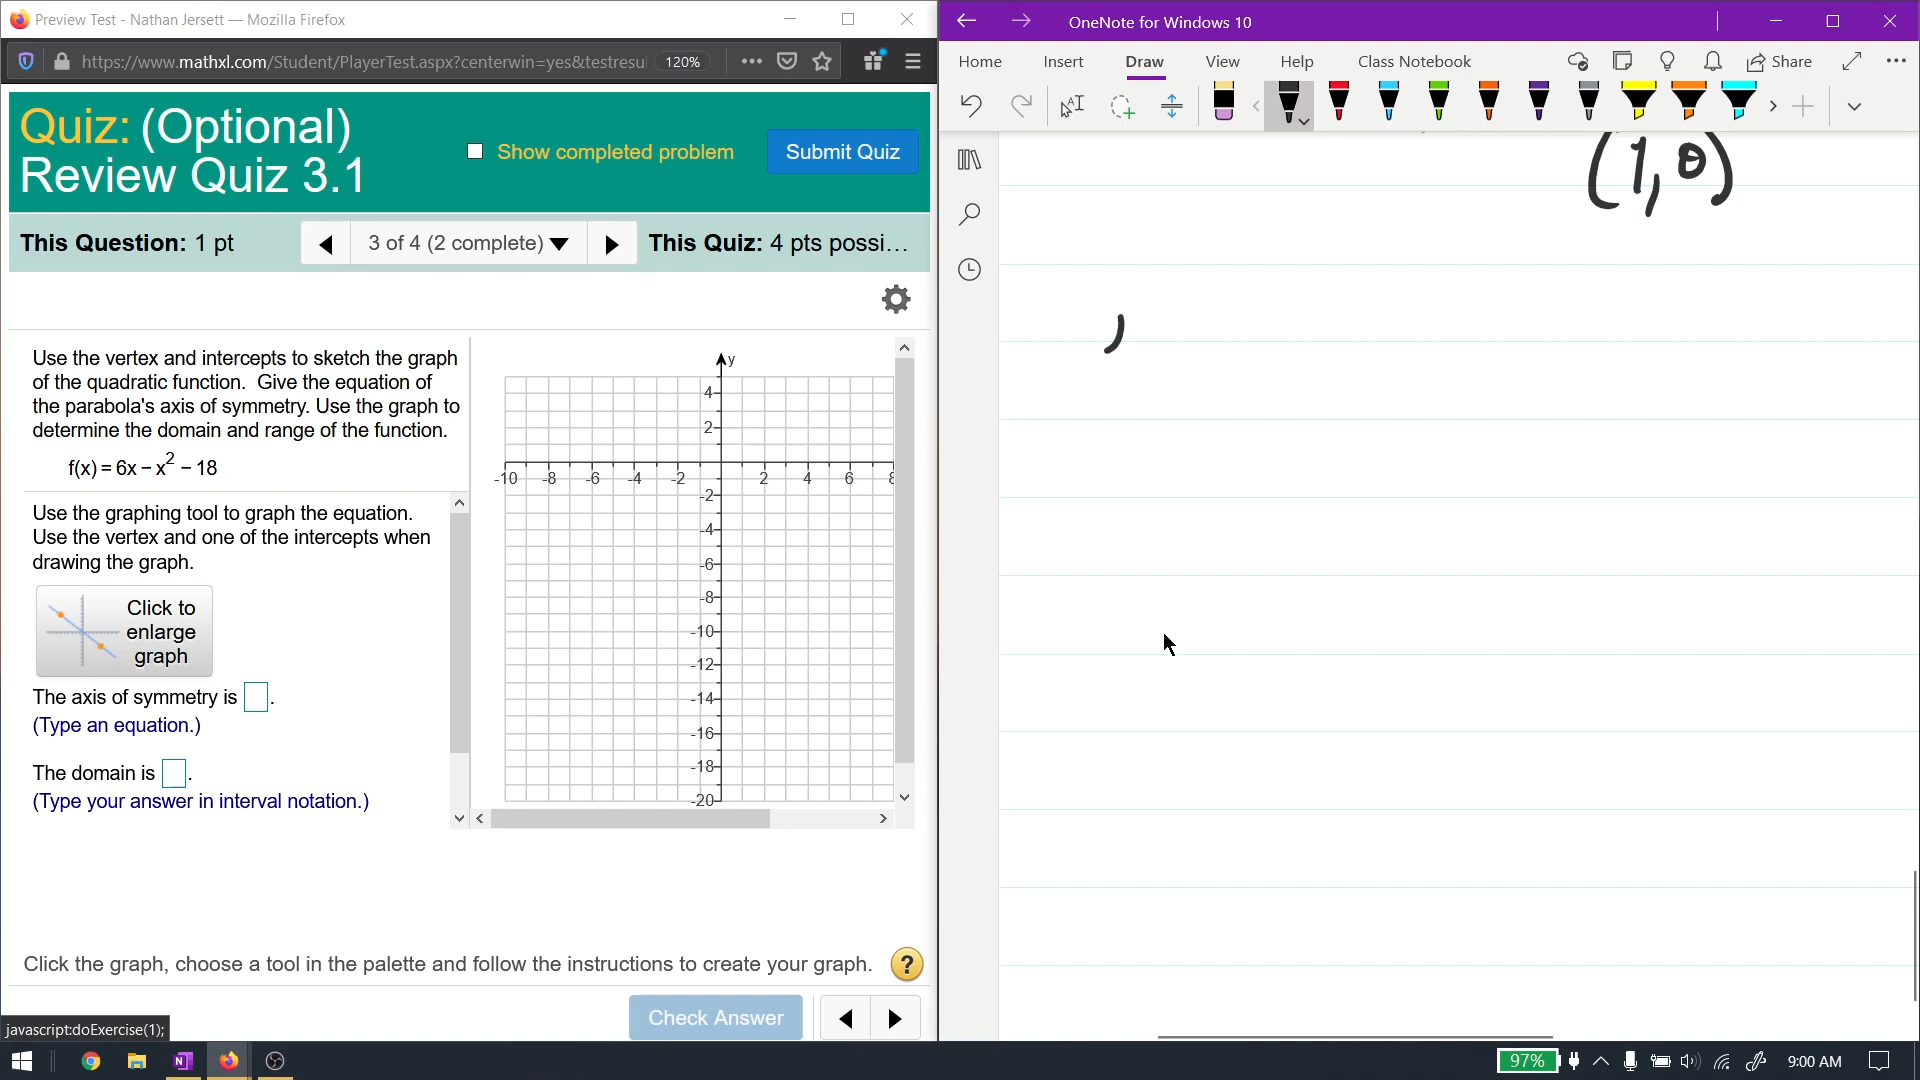 Preview Test - Nathan Jersett — Mozilla Firefox
https://www.mathxl.com/Student/PlayerTest.aspx?centerwin=yes&testresu
120%
Quiz: (Optional)
Review Quiz 3.1
Show completed problem
Submit Quiz
This Question: 1 pt
3 of 4 (2 complete)
This Quiz: 4 pts possi...
Use the vertex and intercepts to sketch the graph
of the quadratic function. Give the equation of
the parabola's axis of symmetry. Use the graph to
determine the domain and range of the function.
f(x) = 6x − x² − 18
Use the graphing tool to graph the equation.
Use the vertex and one of the intercepts when
drawing the graph.
Click to
enlarge
graph
The axis of symmetry is .
(Type an equation.)
The domain is .
(Type your answer in interval notation.)
y
4
2
-10 -8 -6 -4 -2 2 4 6 8
-2
-4
-6
-8
-10
-12
-14
-16
-18
-20
Click the graph, choose a tool in the palette and follow the instructions to create your graph.
?
Check Answer
javascript:doExercise(1);
OneNote for Windows 10
Home Insert Draw View Help Class Notebook Share
(1,0)
97%
9:00 AM